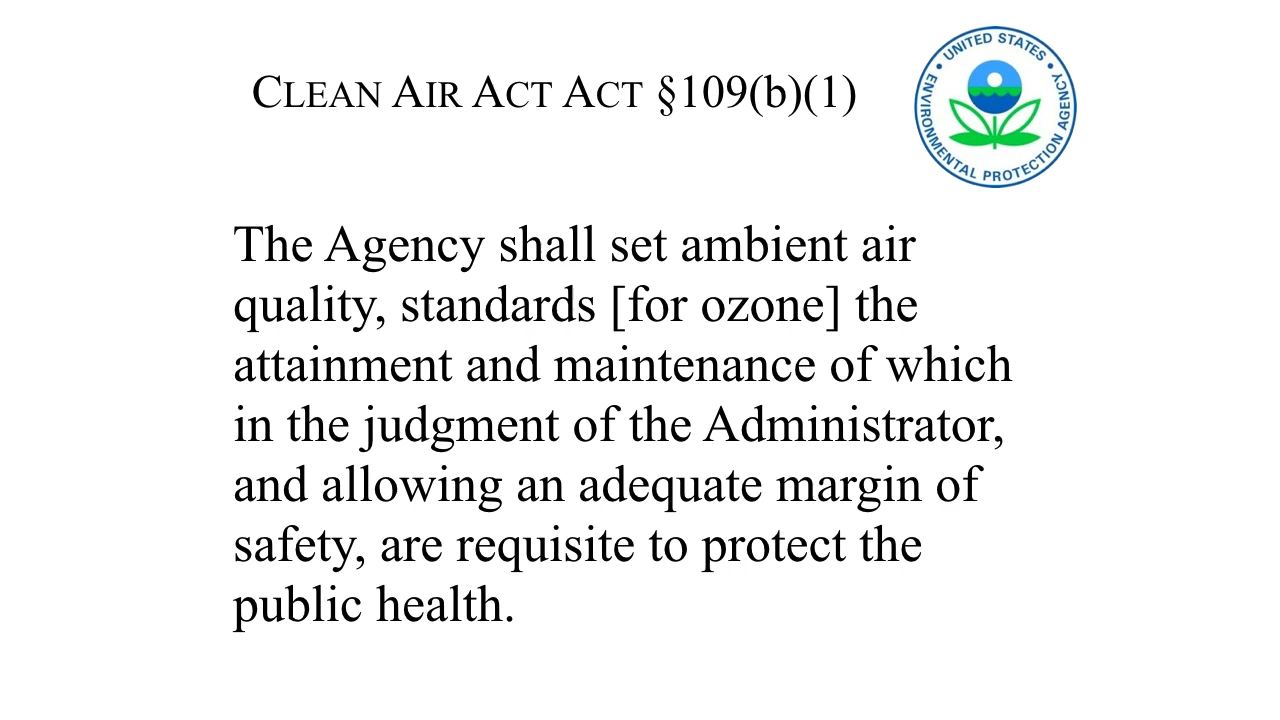 CLEAN AIR ACT ACT §109(b)(1)
UNITED STATES • ENVIRONMENTAL PROTECTION AGENCY •
The Agency shall set ambient air
quality, standards [for ozone] the
attainment and maintenance of which
in the judgment of the Administrator,
and allowing an adequate margin of
safety, are requisite to protect the
public health.